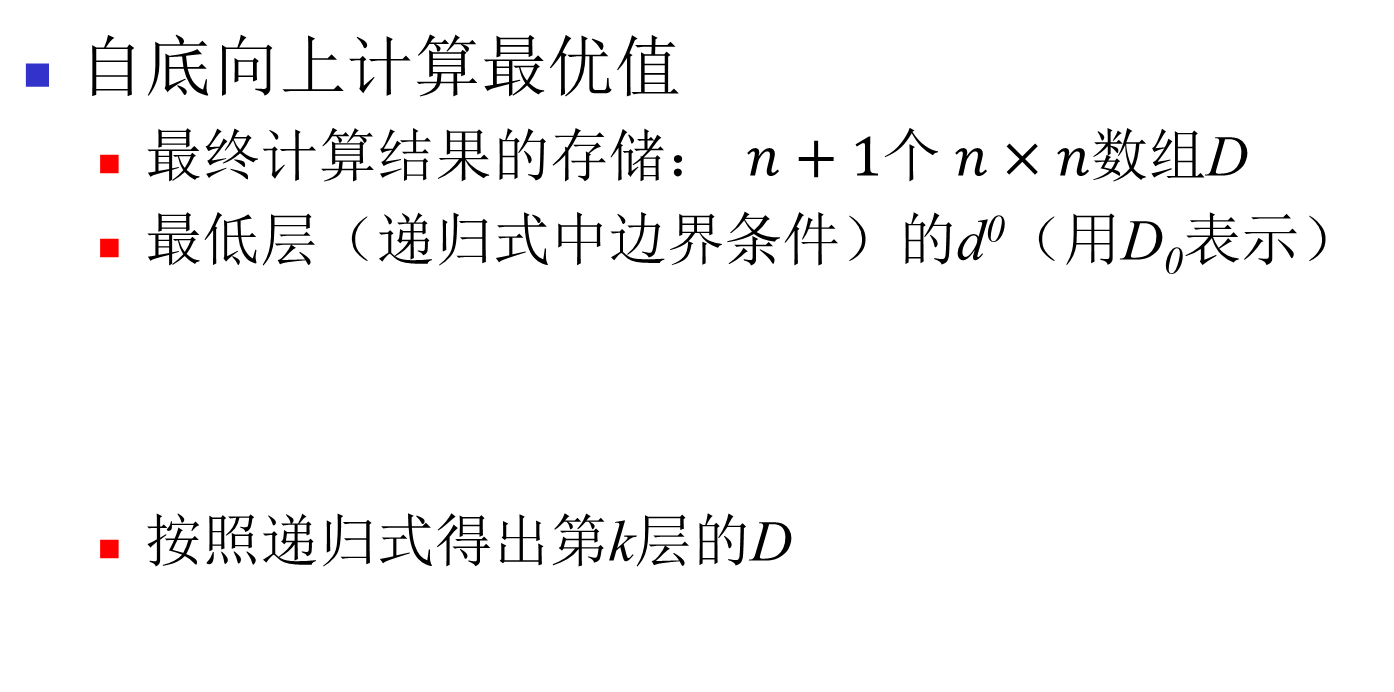 自底向上计算最优值
最终计算结果的存储： n + 1个 n × n数组D
最低层（递归式中边界条件）的d⁰（用D₀表示）
按照递归式得出第k层的D